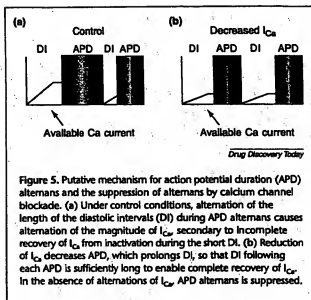 (a)
Control
DI APD DI APD
Available Ca current
(b)
Decreased ICa
DI APD DI APD
Available Ca current
Drug Discovery Today
Figure 5. Putative mechanism for action potential duration (APD)
alternans and the suppression of alternans by calcium channel
blockade. (a) Under control conditions, alternation of the
length of the diastolic intervals (DI) during APD alternans causes
alternation of the magnitude of ICa, secondary to incomplete
recovery of ICa from inactivation during the short DI. (b) Reduction
of ICa decreases APD, which prolongs DI, so that DI following
each APD is sufficiently long to enable complete recovery of ICa.
In the absence of alternations of ICa, APD alternans is suppressed.